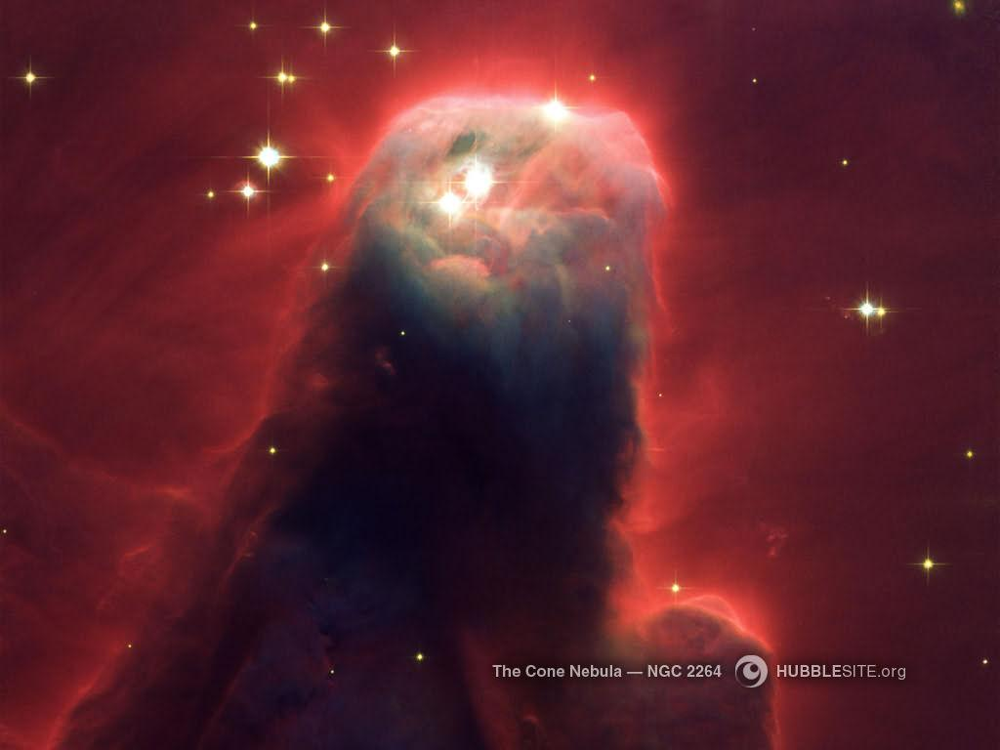 The Cone Nebula — NGC 2264 HUBBLESITE.org